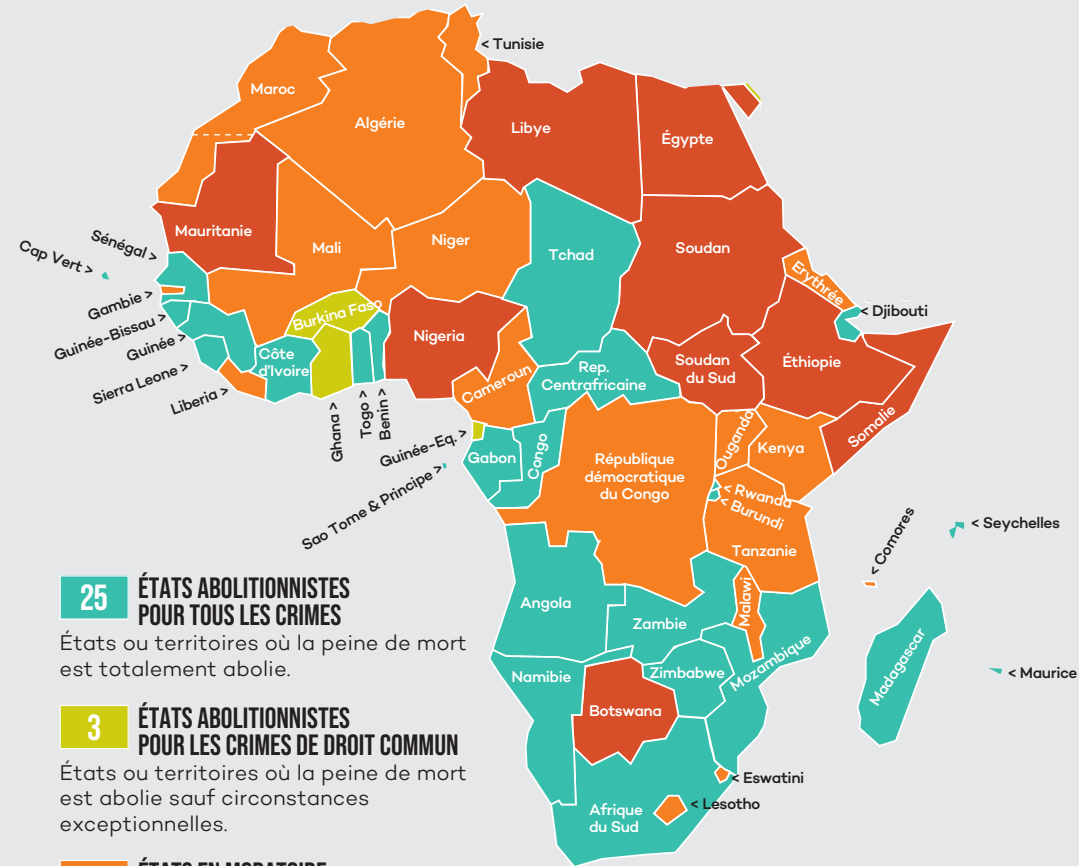 < Tunisie
Maroc
Algérie
Libye
Égypte
Mauritanie
Mali
Niger
Tchad
Soudan
Erythrée
Sénégal >
Cap Vert >
Gambie >
Guinée-Bissau >
Guinée >
Sierra Leone >
Liberia >
Burkina Faso
Côte
d'Ivoire
Ghana >
Togo >
Benin >
Nigeria
Cameroun
Rep.
Centrafricaine
Soudan
du Sud
Éthiopie
< Djibouti
Somalie
Guinée-Eq. >
Sao Tome & Principe >
Gabon
Congo
République
démocratique
du Congo
Ouganda
Kenya
< Rwanda
< Burundi
Tanzanie
< Comores
< Seychelles
Angola
Zambie
Malawi
Mozambique
Madagascar
< Maurice
Namibie
Zimbabwe
Botswana
< Eswatini
< Lesotho
Afrique
du Sud
25
ÉTATS ABOLITIONNISTES
POUR TOUS LES CRIMES
États ou territoires où la peine de mort
est totalement abolie.
3
ÉTATS ABOLITIONNISTES
POUR LES CRIMES DE DROIT COMMUN
États ou territoires où la peine de mort
est abolie sauf circonstances
exceptionnelles.
ÉTATS EN MORATOIRE